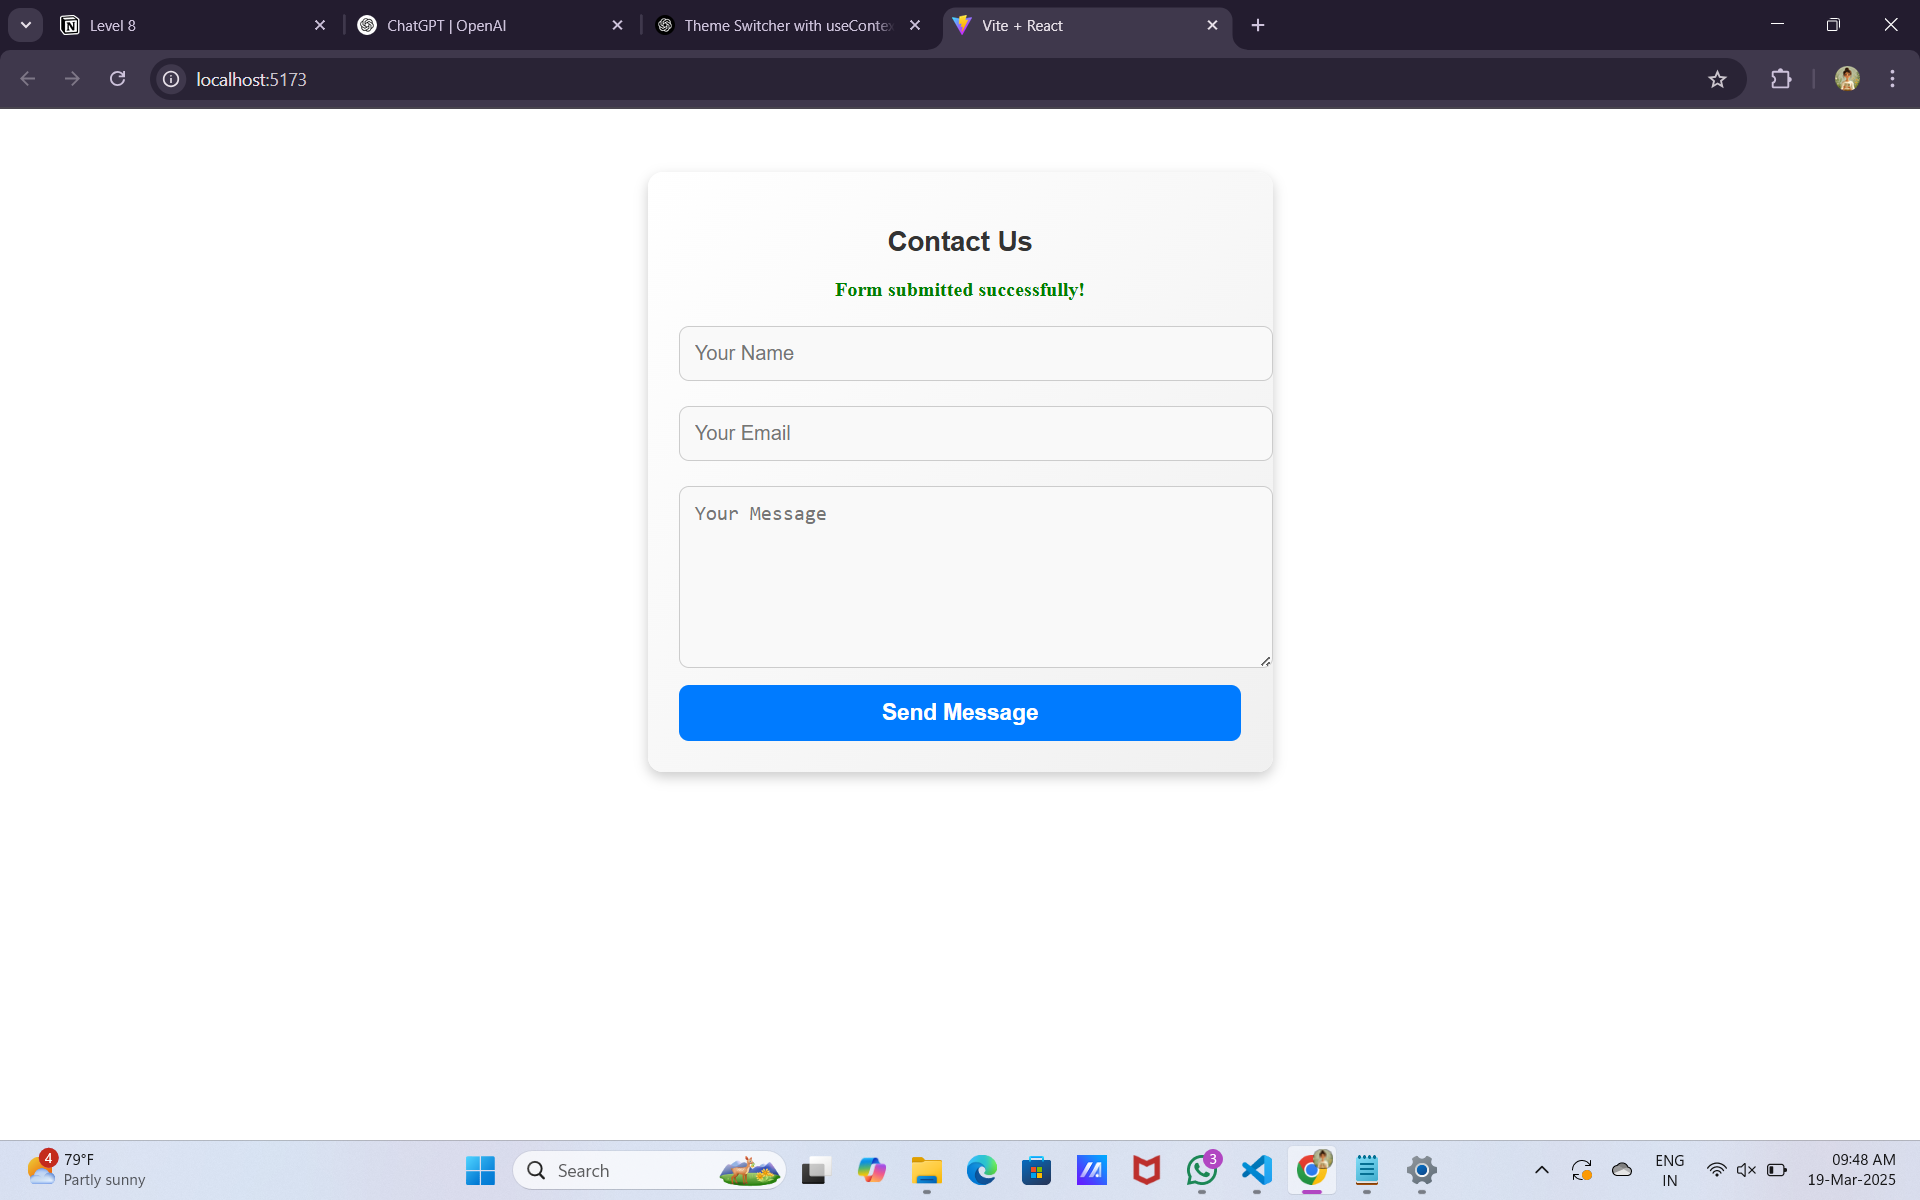 Level 8
ChatGPT | OpenAI
Theme Switcher with useConte
Vite + React
localhost:5173
Contact Us
Form submitted successfully!
Your Name
Your Email
Your Message
Send Message
4
79°F
Partly sunny
Search
3
ENG
IN
09:48 AM
19-Mar-2025